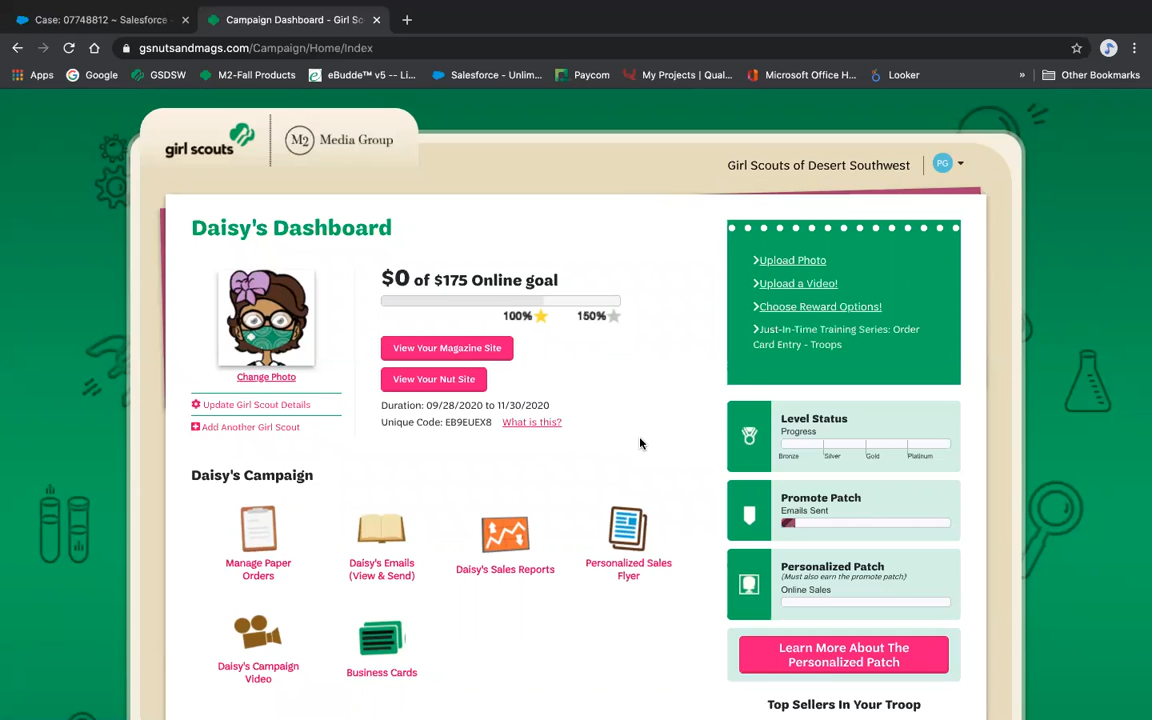 Case: 07748812 ~ Salesforce -
Campaign Dashboard - Girl Sc
gsnutsandmags.com/Campaign/Home/Index
Apps
Google
GSDSW
M2-Fall Products
eBudde™ v5 -- Li...
Salesforce - Unlim...
Paycom
My Projects | Qual...
Microsoft Office H...
Looker
»
Other Bookmarks
girl scouts
M2 Media Group
Girl Scouts of Desert Southwest
PG
Daisy's Dashboard
Change Photo
Update Girl Scout Details
Add Another Girl Scout
$0 of $175 Online goal
100%
150%
View Your Magazine Site
View Your Nut Site
Duration: 09/28/2020 to 11/30/2020
Unique Code: EB9EUEX8 What is this?
Daisy's Campaign
Manage Paper
Orders
Daisy's Emails
(View & Send)
Daisy's Sales Reports
Personalized Sales
Flyer
Daisy's Campaign
Video
Business Cards
Upload Photo
Upload a Video!
Choose Reward Options!
Just-In-Time Training Series: Order
Card Entry - Troops
Level Status
Progress
Bronze
Silver
Gold
Platinum
Promote Patch
Emails Sent
Personalized Patch
(Must also earn the promote patch)
Online Sales
Learn More About The
Personalized Patch
Top Sellers In Your Troop